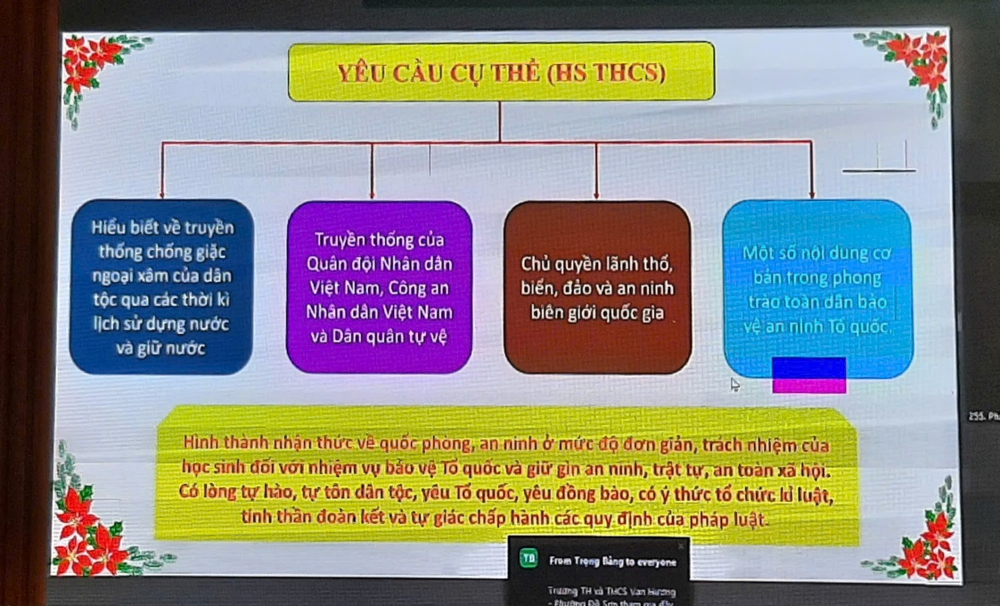 YÊU CẦU CỤ THỂ (HS THCS)
Hiểu biết về truyền
thống chống giặc
ngoại xâm của dân
tộc qua các thời kì
lịch sử dựng nước
và giữ nước
Truyền thống của
Quân đội Nhân dân
Việt Nam, Công an
Nhân dân Việt Nam
và Dân quân tự vệ
Chủ quyền lãnh thổ,
biển, đảo và an ninh
biên giới quốc gia
Một số nội dung cơ
bản trong phong
trào toàn dân bảo
vệ an ninh Tổ quốc.
Hình thành nhận thức về quốc phòng, an ninh ở mức độ đơn giản, trách nhiệm của
học sinh đối với nhiệm vụ bảo vệ Tổ quốc và giữ gìn an ninh, trật tự, an toàn xã hội.
Có lòng tự hào, tự tôn dân tộc, yêu Tổ quốc, yêu đồng bào, có ý thức tổ chức kỉ luật,
tinh thần đoàn kết và tự giác chấp hành các quy định của pháp luật.
255. Ph
TB
From Trọng Bằng to everyone
Trường TH và THCS Vạn Hương
- Phường Đồ Sơn tham gia đầy